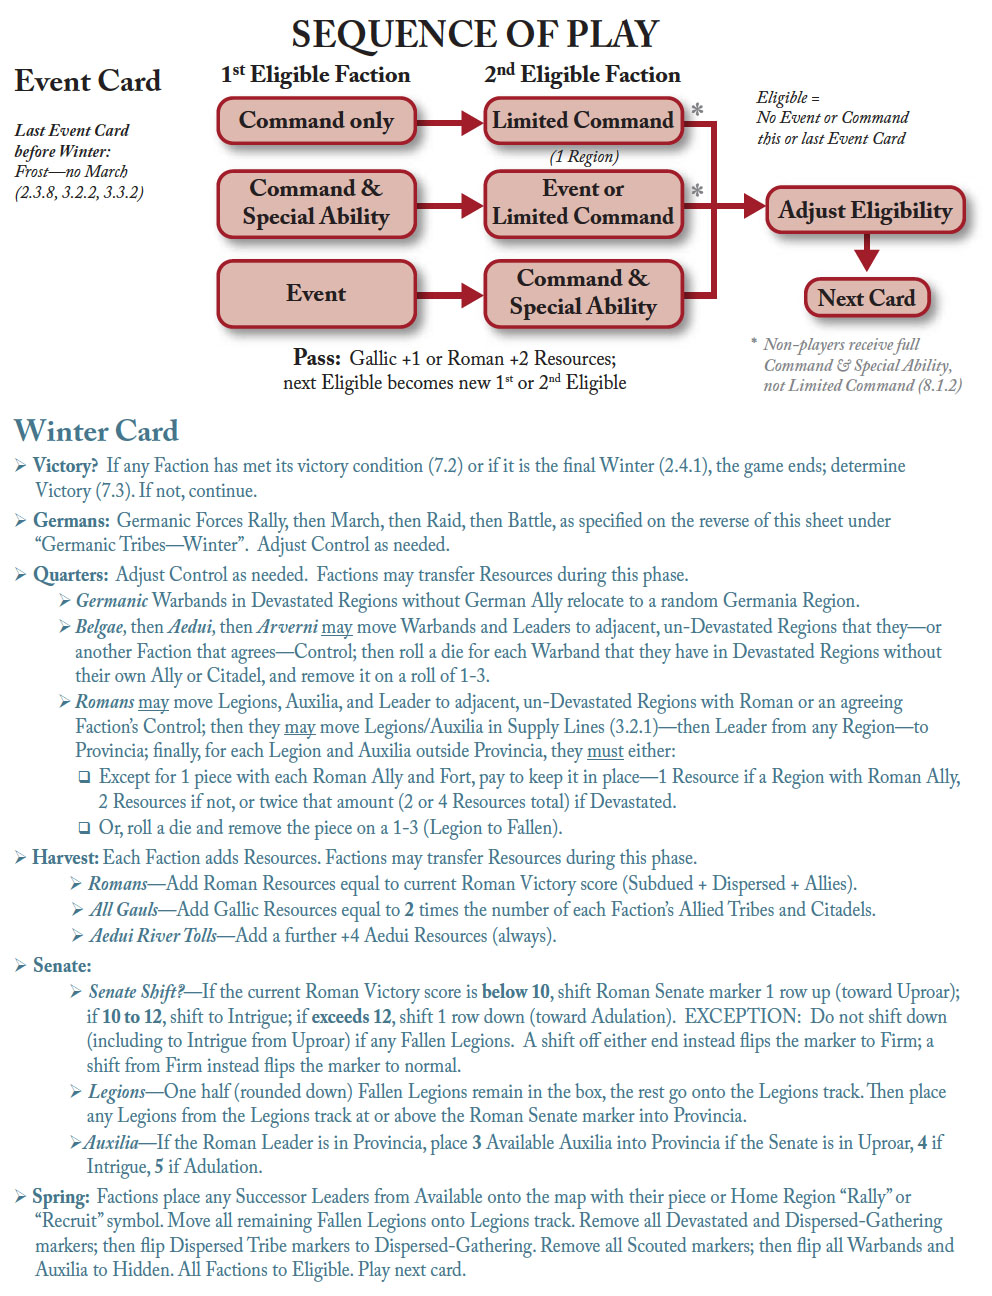 SEQUENCE OF PLAY
Event Card
1st Eligible Faction
2nd Eligible Faction
Last Event Card
before Winter:
Frost—no March
(2.3.8, 3.2.2, 3.3.2)
Command only
Limited Command
*
(1 Region)
Eligible =
No Event or Command
this or last Event Card
Command &
Special Ability
Event or
Limited Command
*
Adjust Eligibility
Event
Command &
Special Ability
Next Card
Pass: Gallic +1 or Roman +2 Resources;
next Eligible becomes new 1st or 2nd Eligible
* Non-players receive full
Command & Special Ability,
not Limited Command (8.1.2)
Winter Card
➢ Victory? If any Faction has met its victory condition (7.2) or if it is the final Winter (2.4.1), the game ends; determine
Victory (7.3). If not, continue.
➢ Germans: Germanic Forces Rally, then March, then Raid, then Battle, as specified on the reverse of this sheet under
“Germanic Tribes—Winter”. Adjust Control as needed.
➢ Quarters: Adjust Control as needed. Factions may transfer Resources during this phase.
➢ Germanic Warbands in Devastated Regions without German Ally relocate to a random Germania Region.
➢ Belgae, then Aedui, then Arverni may move Warbands and Leaders to adjacent, un-Devastated Regions that they—or
another Faction that agrees—Control; then roll a die for each Warband that they have in Devastated Regions without
their own Ally or Citadel, and remove it on a roll of 1-3.
➢ Romans may move Legions, Auxilia, and Leader to adjacent, un-Devastated Regions with Roman or an agreeing
Faction’s Control; then they may move Legions/Auxilia in Supply Lines (3.2.1)—then Leader from any Region—to
Provincia; finally, for each Legion and Auxilia outside Provincia, they must either:
❑ Except for 1 piece with each Roman Ally and Fort, pay to keep it in place—1 Resource if a Region with Roman Ally,
2 Resources if not, or twice that amount (2 or 4 Resources total) if Devastated.
❑ Or, roll a die and remove the piece on a 1-3 (Legion to Fallen).
➢ Harvest: Each Faction adds Resources. Factions may transfer Resources during this phase.
➢ Romans—Add Roman Resources equal to current Roman Victory score (Subdued + Dispersed + Allies).
➢ All Gauls—Add Gallic Resources equal to 2 times the number of each Faction’s Allied Tribes and Citadels.
➢ Aedui River Tolls—Add a further +4 Aedui Resources (always).
➢ Senate:
➢ Senate Shift?—If the current Roman Victory score is below 10, shift Roman Senate marker 1 row up (toward Uproar);
if 10 to 12, shift to Intrigue; if exceeds 12, shift 1 row down (toward Adulation). EXCEPTION: Do not shift down
(including to Intrigue from Uproar) if any Fallen Legions. A shift off either end instead flips the marker to Firm; a
shift from Firm instead flips the marker to normal.
➢ Legions—One half (rounded down) Fallen Legions remain in the box, the rest go onto the Legions track. Then place
any Legions from the Legions track at or above the Roman Senate marker into Provincia.
➢ Auxilia—If the Roman Leader is in Provincia, place 3 Available Auxilia into Provincia if the Senate is in Uproar, 4 if
Intrigue, 5 if Adulation.
➢ Spring: Factions place any Successor Leaders from Available onto the map with their piece or Home Region “Rally” or
“Recruit” symbol. Move all remaining Fallen Legions onto Legions track. Remove all Devastated and Dispersed-Gathering
markers; then flip Dispersed Tribe markers to Dispersed-Gathering. Remove all Scouted markers; then flip all Warbands and
Auxilia to Hidden. All Factions to Eligible. Play next card.